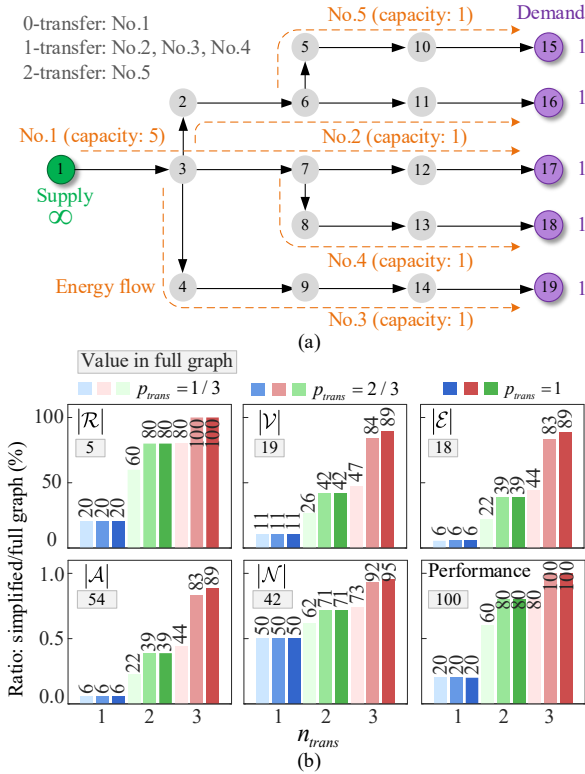 0-transfer: No.1
1-transfer: No.2, No.3, No.4
2-transfer: No.5
No.5 (capacity: 1)
Demand
5
10
15
1
2
6
11
16
1
No.1 (capacity: 5)
No.2 (capacity: 1)
1
3
7
12
17
1
Supply
∞
8
13
18
1
No.4 (capacity: 1)
Energy flow
4
9
14
19
1
No.3 (capacity: 1)
(a)
Value in full graph
p_trans = 1/3
p_trans = 2/3
p_trans = 1
Ratio: simplified/full graph (%)
100
50
0
|R|
5
20 20 20 60 80 80 80 100 100
|V|
19
11 11 11 26 42 42 47 84 89
|E|
18
6 6 6 22 39 39 44 83 89
1.0
0.5
0.0
|A|
54
6 6 6 22 39 39 44 83 89
|N|
42
50 50 50 62 71 71 73 92 95
Performance
100
20 20 20 60 80 80 80 100 100
1 2 3 1 2 3 1 2 3
n_trans
(b)